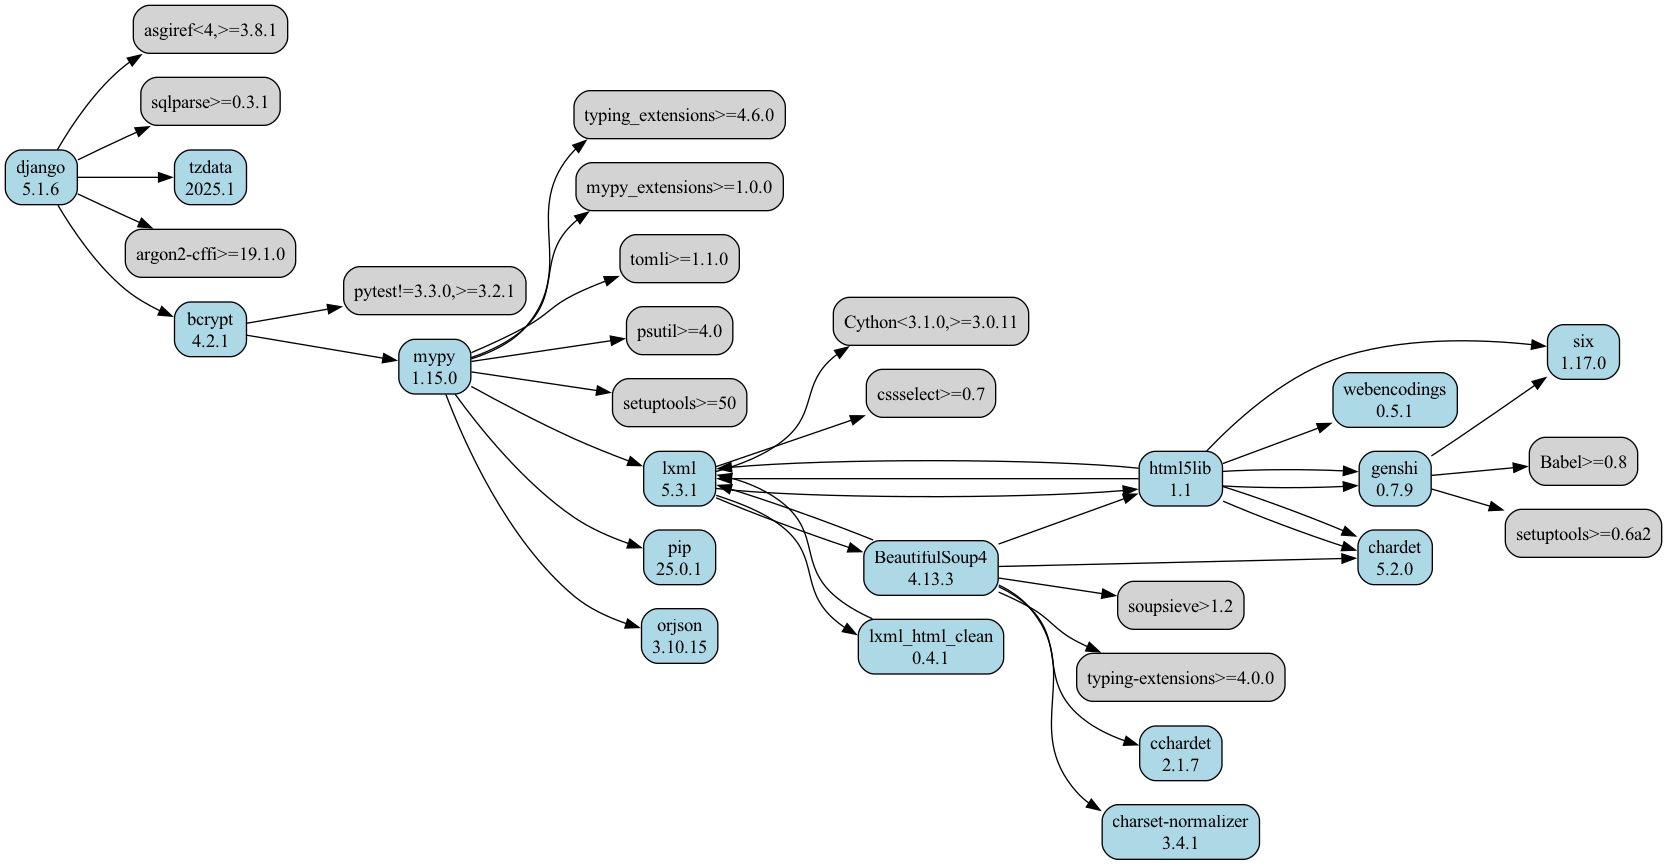 asgiref<4,>=3.8.1
sqlparse>=0.3.1
django
5.1.6
tzdata
2025.1
argon2-cffi>=19.1.0
bcrypt
4.2.1
pytest!=3.3.0,>=3.2.1
mypy
1.15.0
typing_extensions>=4.6.0
mypy_extensions>=1.0.0
tomli>=1.1.0
psutil>=4.0
setuptools>=50
lxml
5.3.1
pip
25.0.1
orjson
3.10.15
Cython<3.1.0,>=3.0.11
cssselect>=0.7
BeautifulSoup4
4.13.3
lxml_html_clean
0.4.1
html5lib
1.1
soupsieve>1.2
typing-extensions>=4.0.0
cchardet
2.1.7
charset-normalizer
3.4.1
webencodings
0.5.1
genshi
0.7.9
chardet
5.2.0
six
1.17.0
Babel>=0.8
setuptools>=0.6a2